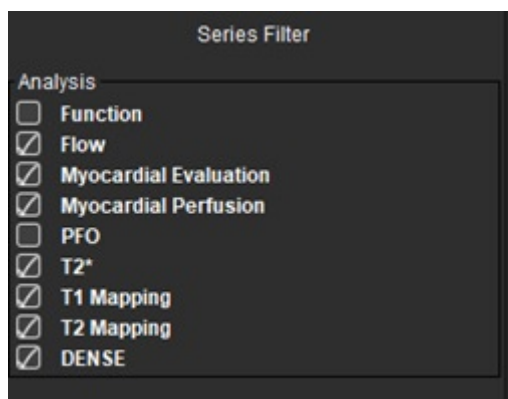 Series Filter
Analysis
Function
Flow
Myocardial Evaluation
Myocardial Perfusion
PFO
T2*
T1 Mapping
T2 Mapping
DENSE